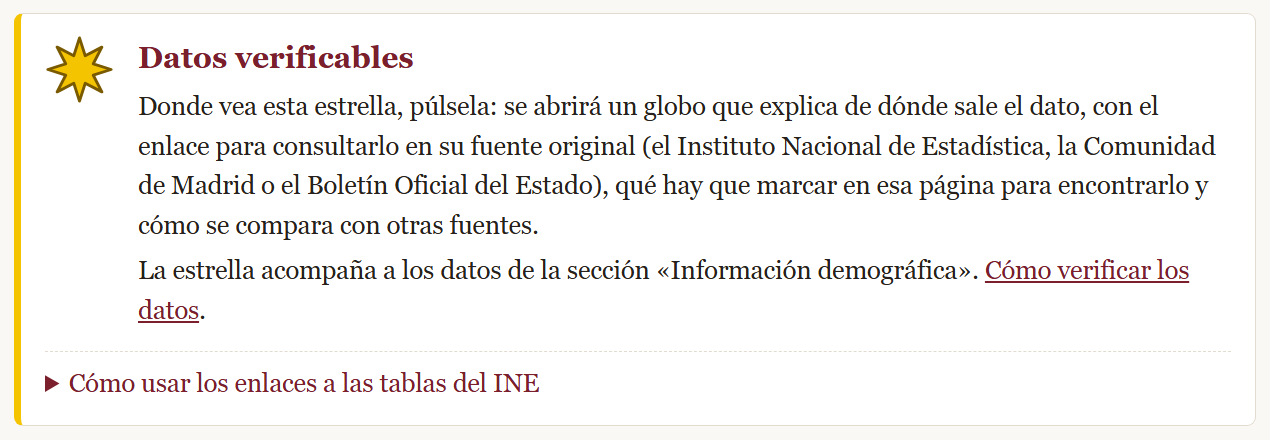 Datos verificables
Donde vea esta estrella, púlsela: se abrirá un globo que explica de dónde sale el dato, con el
enlace para consultarlo en su fuente original (el Instituto Nacional de Estadística, la Comunidad
de Madrid o el Boletín Oficial del Estado), qué hay que marcar en esa página para encontrarlo y
cómo se compara con otras fuentes.
La estrella acompaña a los datos de la sección «Información demográfica». Cómo verificar los
datos.
Cómo usar los enlaces a las tablas del INE